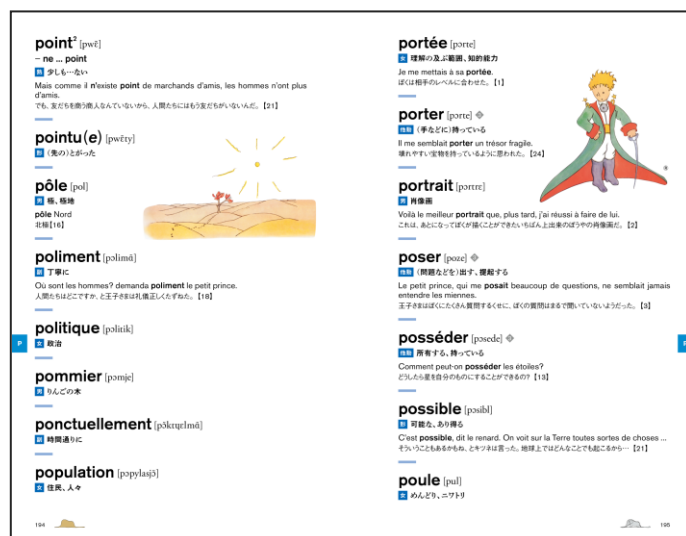 point² [pwɛ̃]
– ne ... point
熟 少しも…ない
Mais comme il n'existe point de marchands d'amis, les hommes n'ont plus
d'amis.
でも、友だちを商う商人なんていないから、人間たちにはもう友だちがいないんだ。【21】
pointu(e) [pwɛ̃ty]
形 (先の)とがった
pôle [pol]
男 極、極地
pôle Nord
北極【16】
poliment [pɔlimɑ̃]
副 丁寧に
Où sont les hommes? demanda poliment le petit prince.
人間たちはどこですか、と王子さまは礼儀正しくたずねた。【18】
politique [pɔlitik]
女 政治
P
pommier [pɔmje]
男 りんごの木
ponctuellement [pɔ̃ktɥɛlmɑ̃]
副 時間通りに
population [pɔpylasjɔ̃]
女 住民、人々
194
portée [pɔrte]
女 理解の及ぶ範囲、知的能力
Je me mettais à sa portée.
ぼくは相手のレベルに合わせた。【1】
porter [pɔrte]
他動 (手などに)持っている
Il me semblait porter un trésor fragile.
壊れやすい宝物を持っているように思われた。【24】
portrait [pɔrtrɛ]
男 肖像画
Voilà le meilleur portrait que, plus tard, j'ai réussi à faire de lui.
これは、あとになってぼくが描くことができたいちばん上出来のぼうやの肖像画だ。【2】
poser [poze]
他動 (問題などを)出す、提起する
Le petit prince, qui me posait beaucoup de questions, ne semblait jamais
entendre les miennes.
王子さまはぼくにたくさん質問するくせに、ぼくの質問はまるで聞いていないようだった。【3】
posséder [pɔsede]
他動 所有する、持っている
Comment peut-on posséder les étoiles?
どうしたら星を自分のものにすることができるの?【13】
possible [pɔsibl]
形 可能な、あり得る
C'est possible, dit le renard. On voit sur la Terre toutes sortes de choses ...
そういうこともあるかもね、とキツネは言った。地球上ではどんなことでも起こるから…【21】
poule [pul]
女 めんどり、ニワトリ
195